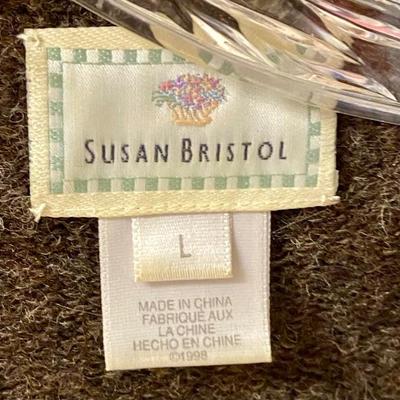 SUSAN BRISTOL
L
MADE IN CHINA
FABRIQUÉ AUX
LA CHINE
HECHO EN CHINE
©1998